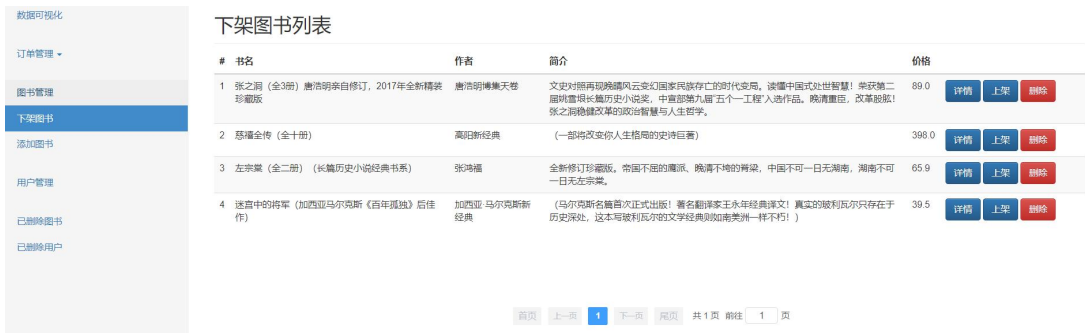 数据可视化
订单管理
图书管理
下架图书
添加图书
用户管理
已删除图书
已删除用户
下架图书列表
# 书名 作者 简介 价格
1 张之洞（全3册）唐浩明亲自修订，2017年全新精装 唐浩明博集天卷 文史对照再现晚晴风云变幻国家民族存亡的时代变局。读懂中国式处世智慧！荣获第二 89.0 详情 上架 删除
珍藏版 届姚雪垠长篇历史小说奖，中宣部第九届"五个一工程"入选作品。晚清重臣，改革股肱！
张之洞稳健改革的政治智慧与人生哲学。
2 慈禧全传（全十册） 高阳新经典 （一部将改变你人生格局的史诗巨著） 398.0 详情 上架 删除
3 左宗棠（全二册）（长篇历史小说经典书系） 张鸿福 全新修订珍藏版。帝国不屈的鹰派、晚清不垮的脊梁，中国不可一日无湖南，湖南不可 65.9 详情 上架 删除
一日无左宗棠。
4 迷宫中的将军（加西亚马尔克斯《百年孤独》后佳 加西亚·马尔克斯新 （马尔克斯名篇首次正式出版！著名翻译家王永年经典译文！真实的玻利瓦尔只存在于 39.5 详情 上架 删除
作） 经典 历史深处，这本写玻利瓦尔的文学经典则如南美洲一样不朽！）
首页 上一页 1 下一页 尾页 共1页 前往 1 页